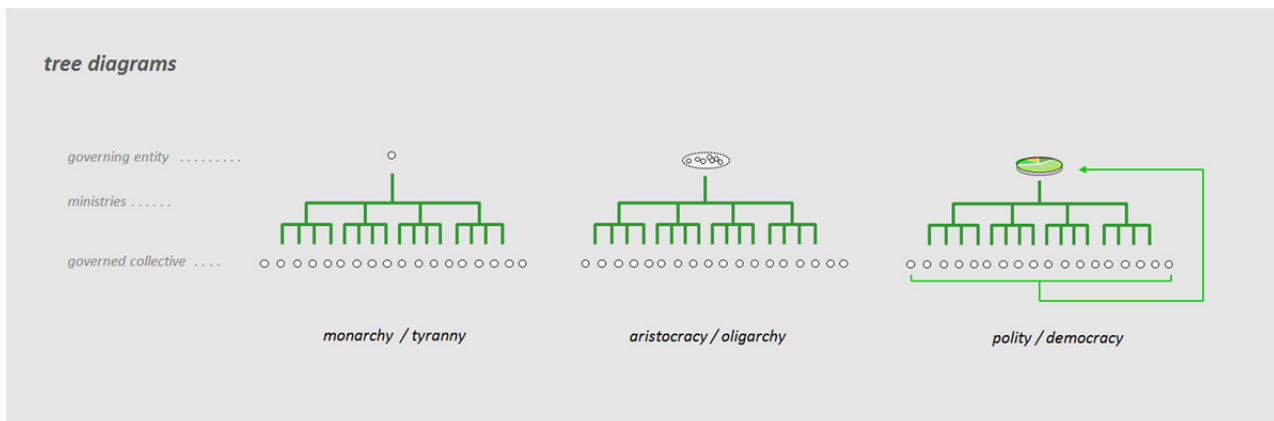 tree diagrams
governing entity . . . . . . . . .
ministries . . . . . .
governed collective . . . .
monarchy / tyranny
aristocracy / oligarchy
polity / democracy